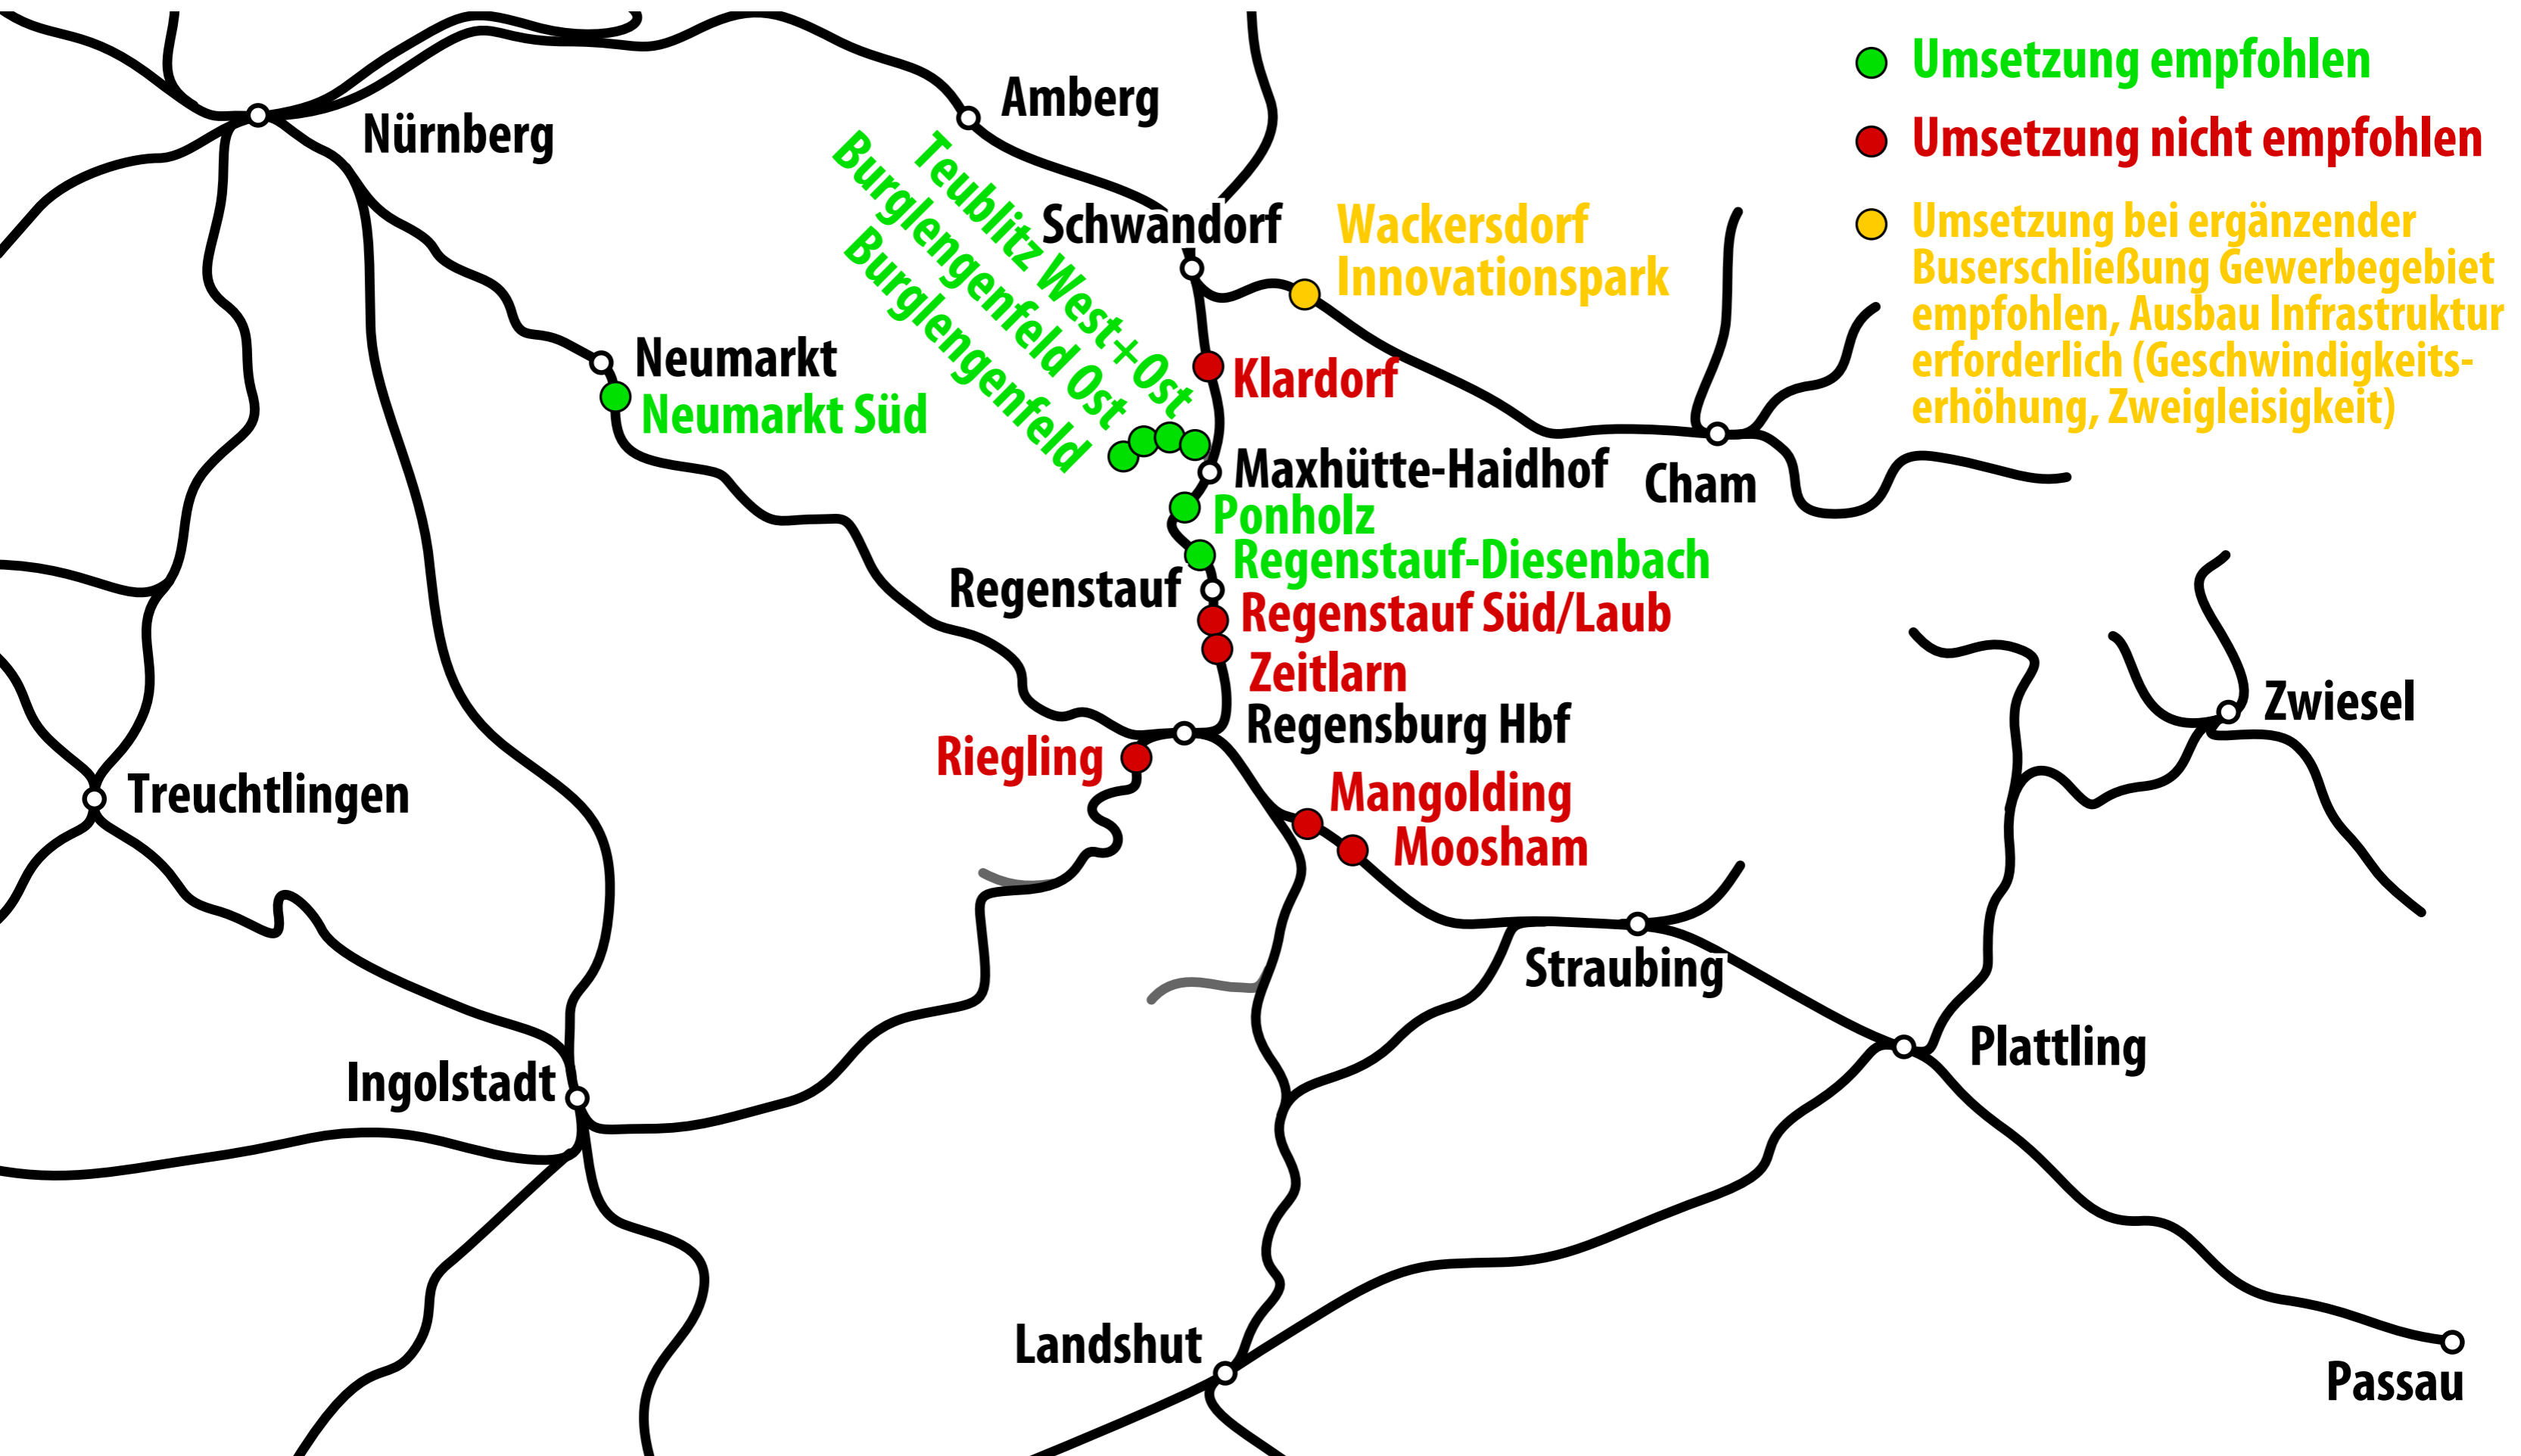 Umsetzung empfohlen
Umsetzung nicht empfohlen
Umsetzung bei ergänzender
Buserschließung Gewerbegebiet
empfohlen, Ausbau Infrastruktur
erforderlich (Geschwindigkeits-
erhöhung, Zweigleisigkeit)
Amberg
Nürnberg
Schwandorf
Wackersdorf
Innovationspark
Teublitz West+Ost
Burglengenfeld Ost
Burglengenfeld
Neumarkt
Neumarkt Süd
Klardorf
Maxhütte-Haidhof
Cham
Ponholz
Regenstauf-Diesenbach
Regenstauf
Regenstauf Süd/Laub
Zeitlarn
Regensburg Hbf
Zwiesel
Riegling
Treuchtlingen
Mangolding
Moosham
Straubing
Plattling
Ingolstadt
Landshut
Passau